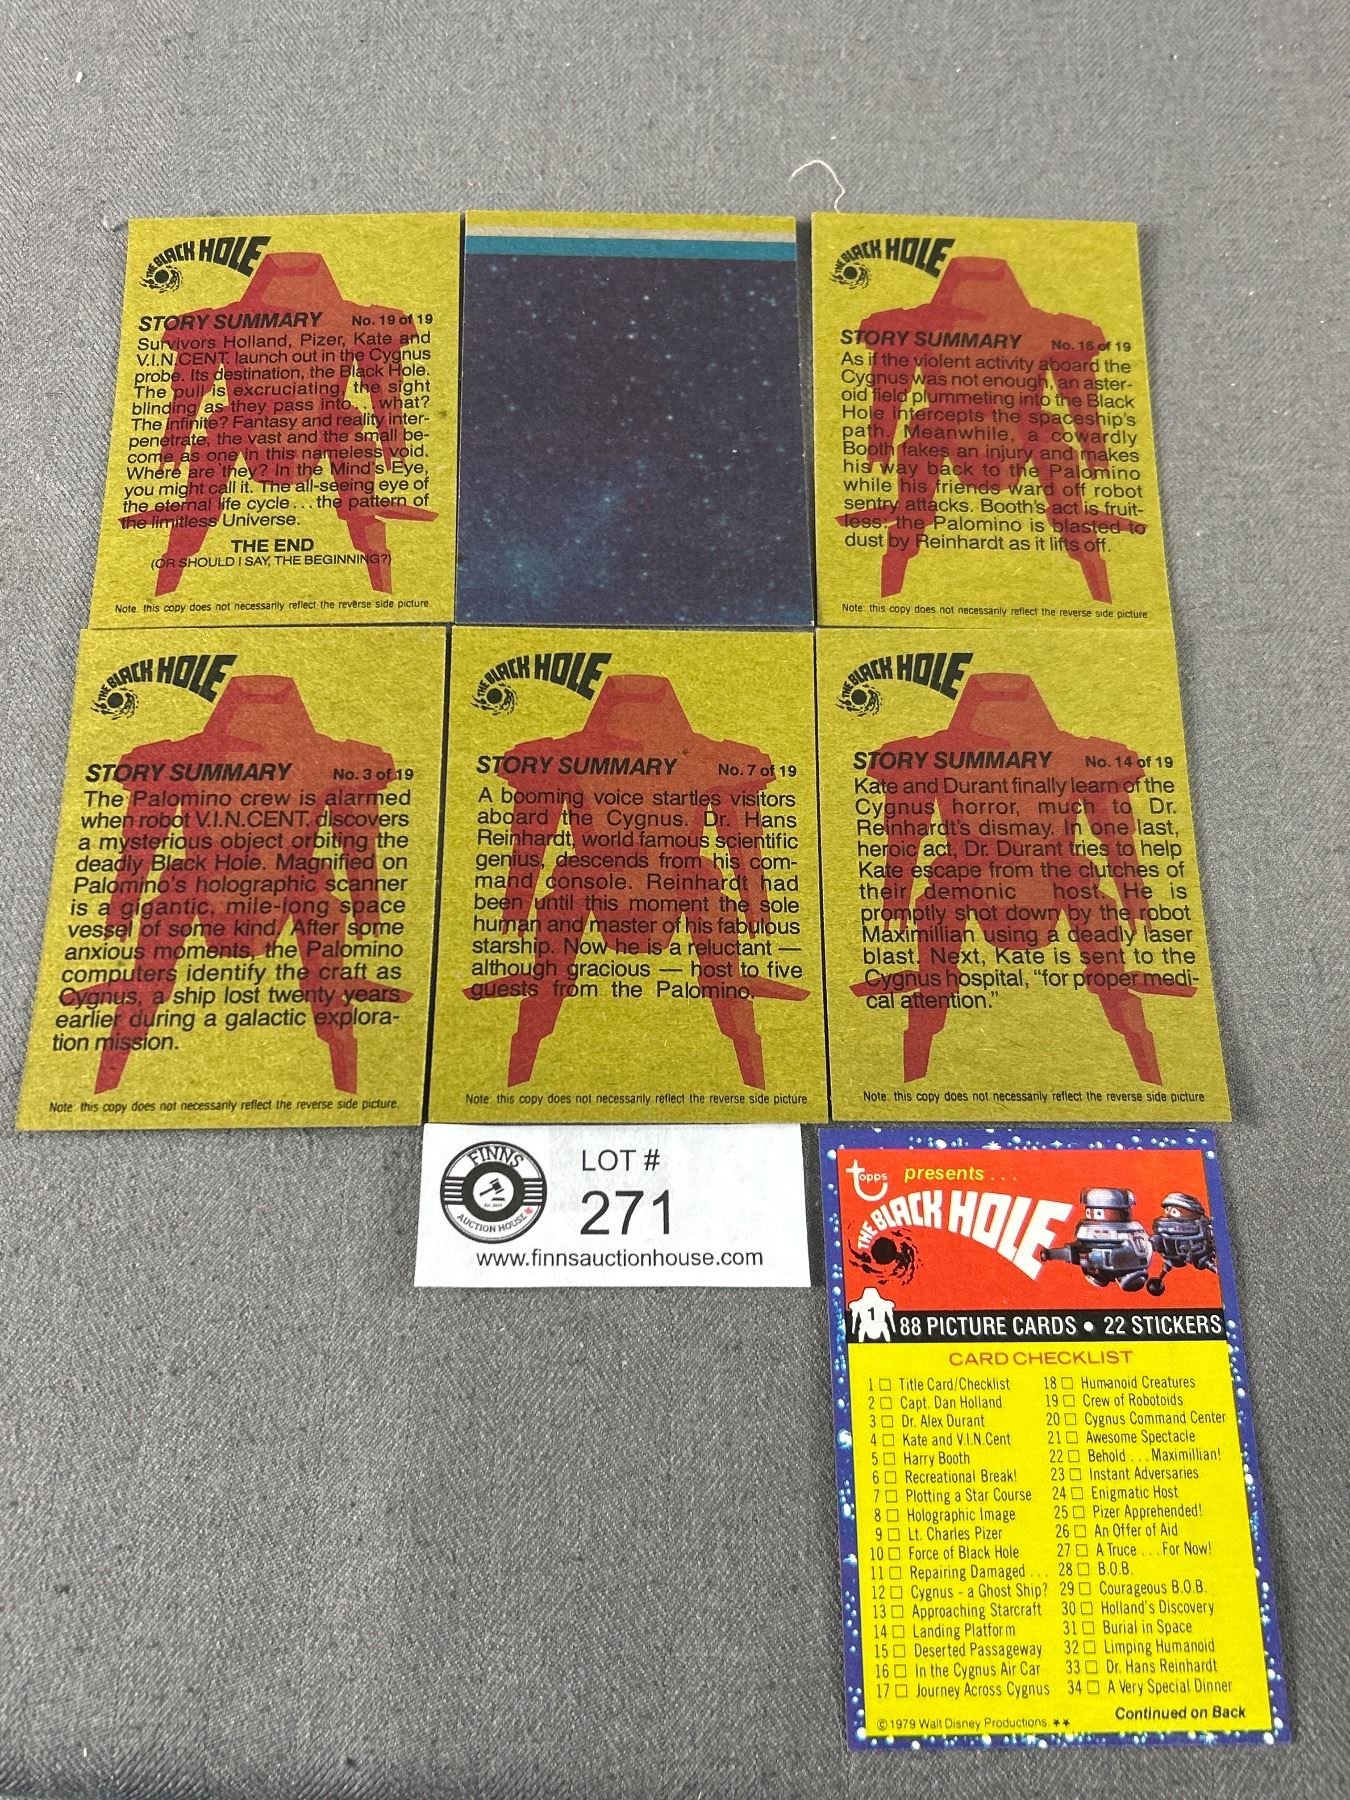 THE BLACK HOLE
STORY SUMMARY No. 19 of 19
Survivors Holland, Pizer, Kate and
V.I.N.CENT. launch out in the Cygnus
probe. Its destination, the Black Hole.
The pull is excruciating, the sight
blinding as they pass into... what?
The infinite? Fantasy and reality inter-
penetrate, the vast and the small be-
come as one in this nameless void.
Where are they? In the Mind's Eye,
you might call it. The all-seeing eye of
the eternal life cycle... the pattern of
the limitless Universe.
THE END
(OR SHOULD I SAY, THE BEGINNING?)
Note: this copy does not necessarily reflect the reverse side picture.
THE BLACK HOLE
STORY SUMMARY No. 16 of 19
As if the violent activity aboard the
Cygnus was not enough, an aster-
oid field plummeting into the Black
Hole intercepts the spaceship's
path. Meanwhile, a cowardly
Booth fakes an injury and makes
his way back to the Palomino
while his friends ward off robot
sentry attacks. Booth's act is fruit-
less: the Palomino is blasted to
dust by Reinhardt as it lifts off.
Note: this copy does not necessarily reflect the reverse side picture
THE BLACK HOLE
STORY SUMMARY No. 3 of 19
The Palomino crew is alarmed
when robot V.I.N.CENT. discovers
a mysterious object orbiting the
deadly Black Hole. Magnified on
Palomino's holographic scanner
is a gigantic, mile-long space
vessel of some kind. After some
anxious moments, the Palomino
computers identify the craft as
Cygnus, a ship lost twenty years
earlier during a galactic explora-
tion mission.
Note: this copy does not necessarily reflect the reverse side picture.
THE BLACK HOLE
STORY SUMMARY No. 7 of 19
A booming voice startles visitors
aboard the Cygnus. Dr. Hans
Reinhardt, world famous scientific
genius, descends from his com-
mand console. Reinhardt had
been until this moment the sole
human and master of his fabulous
starship. Now he is a reluctant —
although gracious — host to five
guests from the Palomino.
Note: this copy does not necessarily reflect the reverse side picture
THE BLACK HOLE
STORY SUMMARY No. 14 of 19
Kate and Durant finally learn of the
Cygnus horror, much to Dr.
Reinhardt's dismay. In one last,
heroic act, Dr. Durant tries to help
Kate escape from the clutches of
their demonic host. He is
promptly shot down by the robot
Maximillian using a deadly laser
blast. Next, Kate is sent to the
Cygnus hospital, "for proper medi-
cal attention."
Note: this copy does not necessarily reflect the reverse side picture
FINNS
AUCTION HOUSE
LOT #
271
www.finnsauctionhouse.com
topps presents...
THE BLACK HOLE
1 88 PICTURE CARDS • 22 STICKERS
CARD CHECKLIST
1 Title Card/Checklist
2 Capt. Dan Holland
3 Dr. Alex Durant
4 Kate and V.I.N.Cent
5 Harry Booth
6 Recreational Break!
7 Plotting a Star Course
8 Holographic Image
9 Lt. Charles Pizer
10 Force of Black Hole
11 Repairing Damaged ...
12 Cygnus - a Ghost Ship?
13 Approaching Starcraft
14 Landing Platform
15 Deserted Passageway
16 In the Cygnus Air Car
17 Journey Across Cygnus
18 Humanoid Creatures
19 Crew of Robotoids
20 Cygnus Command Center
21 Awesome Spectacle
22 Behold ... Maximillian!
23 Instant Adversaries
24 Enigmatic Host
25 Pizer Apprehended!
26 An Offer of Aid
27 A Truce ... For Now!
28 B.O.B.
29 Courageous B.O.B.
30 Holland's Discovery
31 Burial in Space
32 Limping Humanoid
33 Dr. Hans Reinhardt
34 A Very Special Dinner
Continued on Back
© 1979 Walt Disney Productions. **